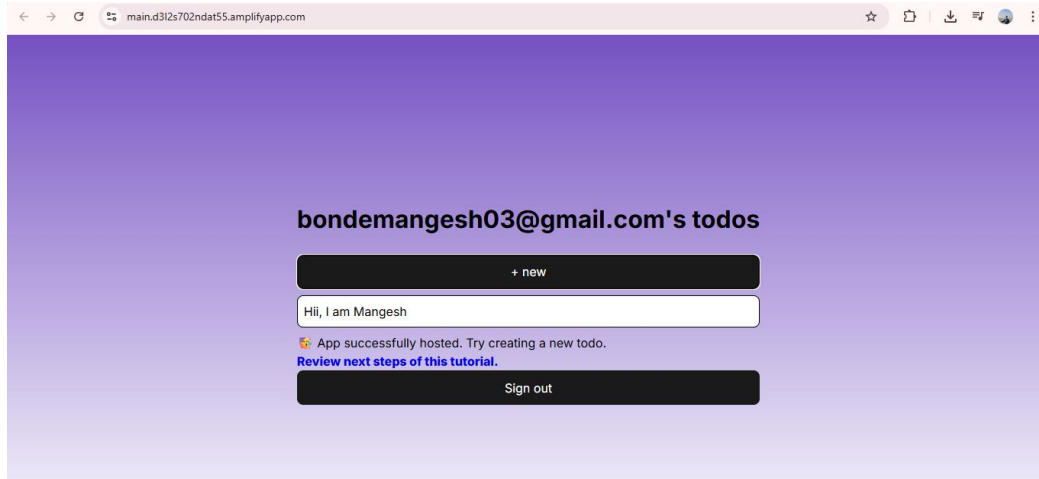 main.d3l2s702ndat55.amplifyapp.com
bondemangesh03@gmail.com's todos
+ new
Hii, I am Mangesh
🥳 App successfully hosted. Try creating a new todo.
Review next steps of this tutorial.
Sign out